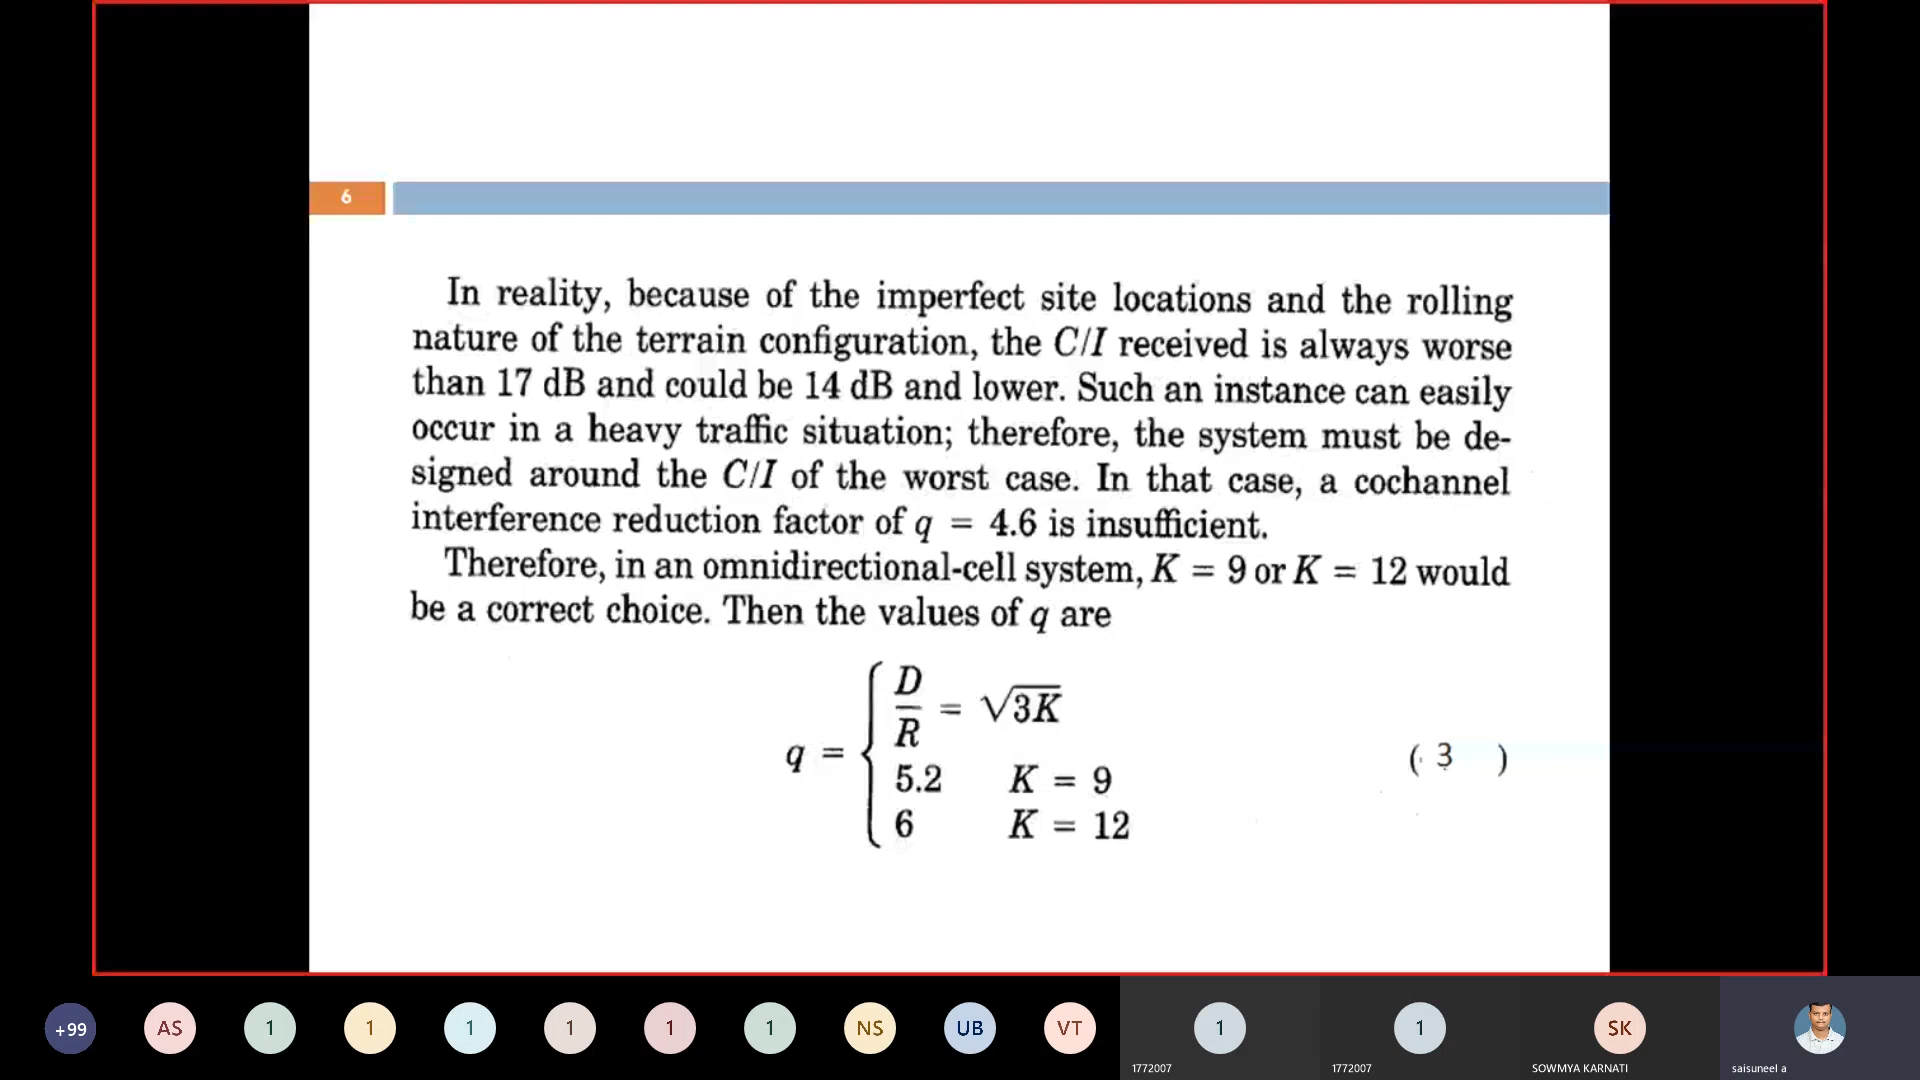 6
In reality, because of the imperfect site locations and the rolling
nature of the terrain configuration, the C/I received is always worse
than 17 dB and could be 14 dB and lower. Such an instance can easily
occur in a heavy traffic situation; therefore, the system must be de-
signed around the C/I of the worst case. In that case, a cochannel
interference reduction factor of q = 4.6 is insufficient.
Therefore, in an omnidirectional-cell system, K = 9 or K = 12 would
be a correct choice. Then the values of q are
q = { D/R = √3K
5.2 K = 9
6 K = 12
( 3 )
+99 AS 1 1 1 1 1 1 NS UB VT 1 1 SK
1772007 1772007 SOWMYA KARNATI saisuneel a